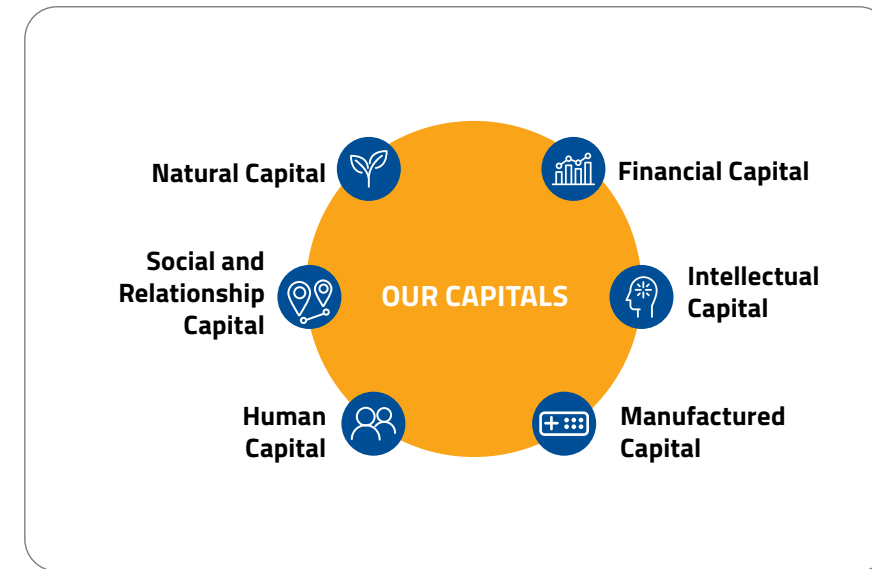 Natural Capital
Financial Capital
Social and
Relationship
Capital
OUR CAPITALS
Intellectual
Capital
Human
Capital
Manufactured
Capital